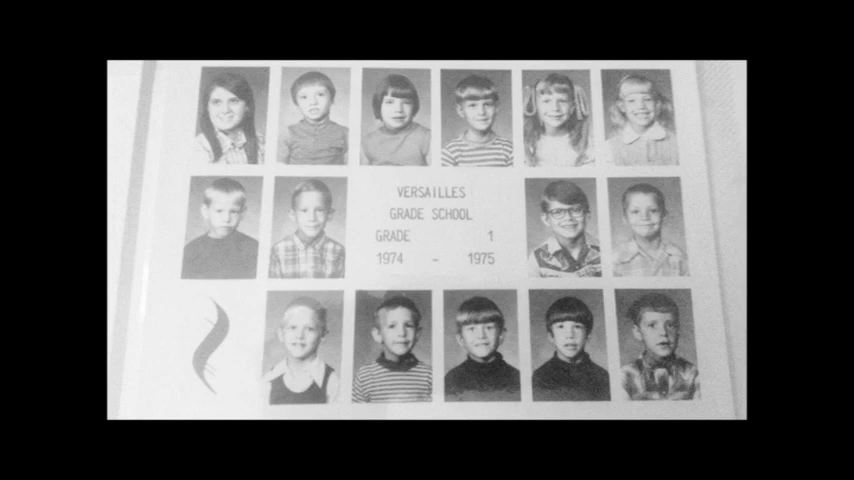 VERSAILLES
GRADE SCHOOL
GRADE 1
1974 - 1975